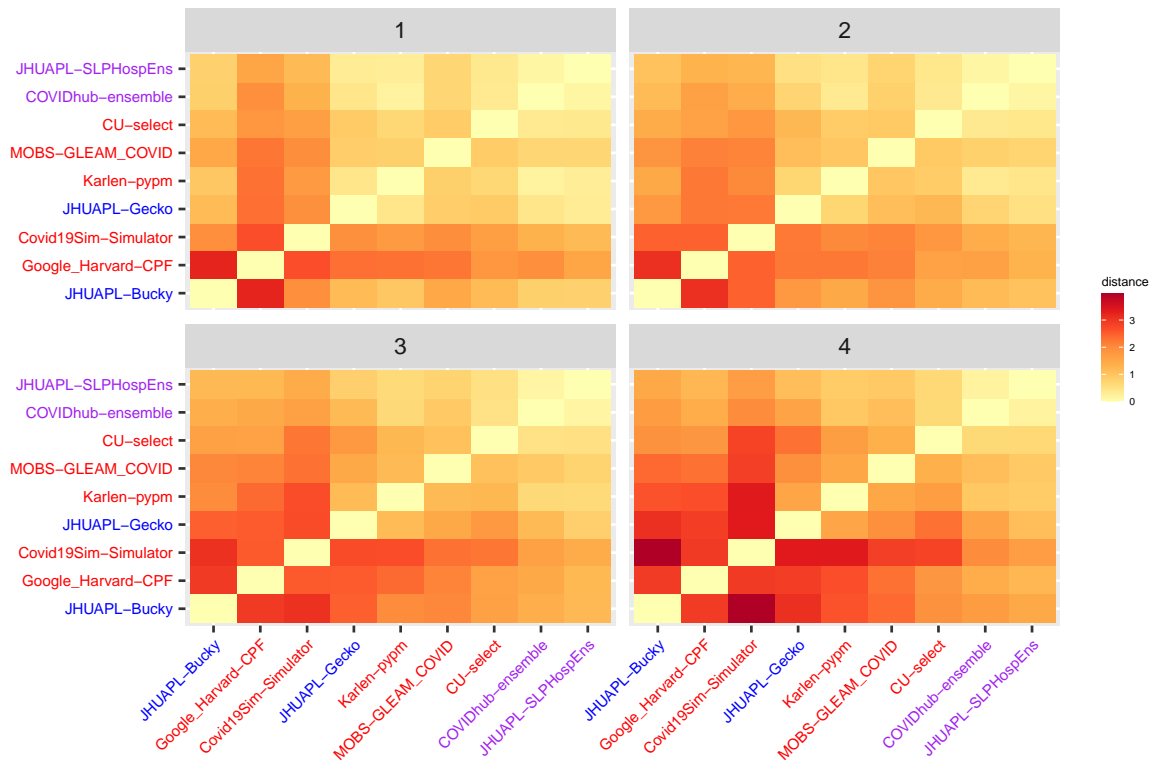 1
2
JHUAPL−SLPHospEns
COVIDhub−ensemble
CU−select
MOBS−GLEAM_COVID
Karlen−pypm
JHUAPL−Gecko
Covid19Sim−Simulator
Google_Harvard−CPF
JHUAPL−Bucky
distance
3
2
1
0
3
4
JHUAPL−SLPHospEns
COVIDhub−ensemble
CU−select
MOBS−GLEAM_COVID
Karlen−pypm
JHUAPL−Gecko
Covid19Sim−Simulator
Google_Harvard−CPF
JHUAPL−Bucky
JHUAPL−Bucky
Google_Harvard−CPF
Covid19Sim−Simulator
JHUAPL−Gecko
Karlen−pypm
MOBS−GLEAM_COVID
CU−select
COVIDhub−ensemble
JHUAPL−SLPHospEns
JHUAPL−Bucky
Google_Harvard−CPF
Covid19Sim−Simulator
JHUAPL−Gecko
Karlen−pypm
MOBS−GLEAM_COVID
CU−select
COVIDhub−ensemble
JHUAPL−SLPHospEns